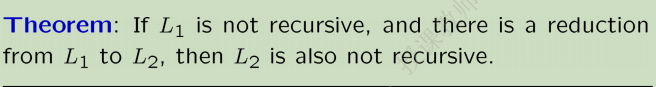 Theorem: If L₁ is not recursive, and there is a reduction
from L₁ to L₂, then L₂ is also not recursive.